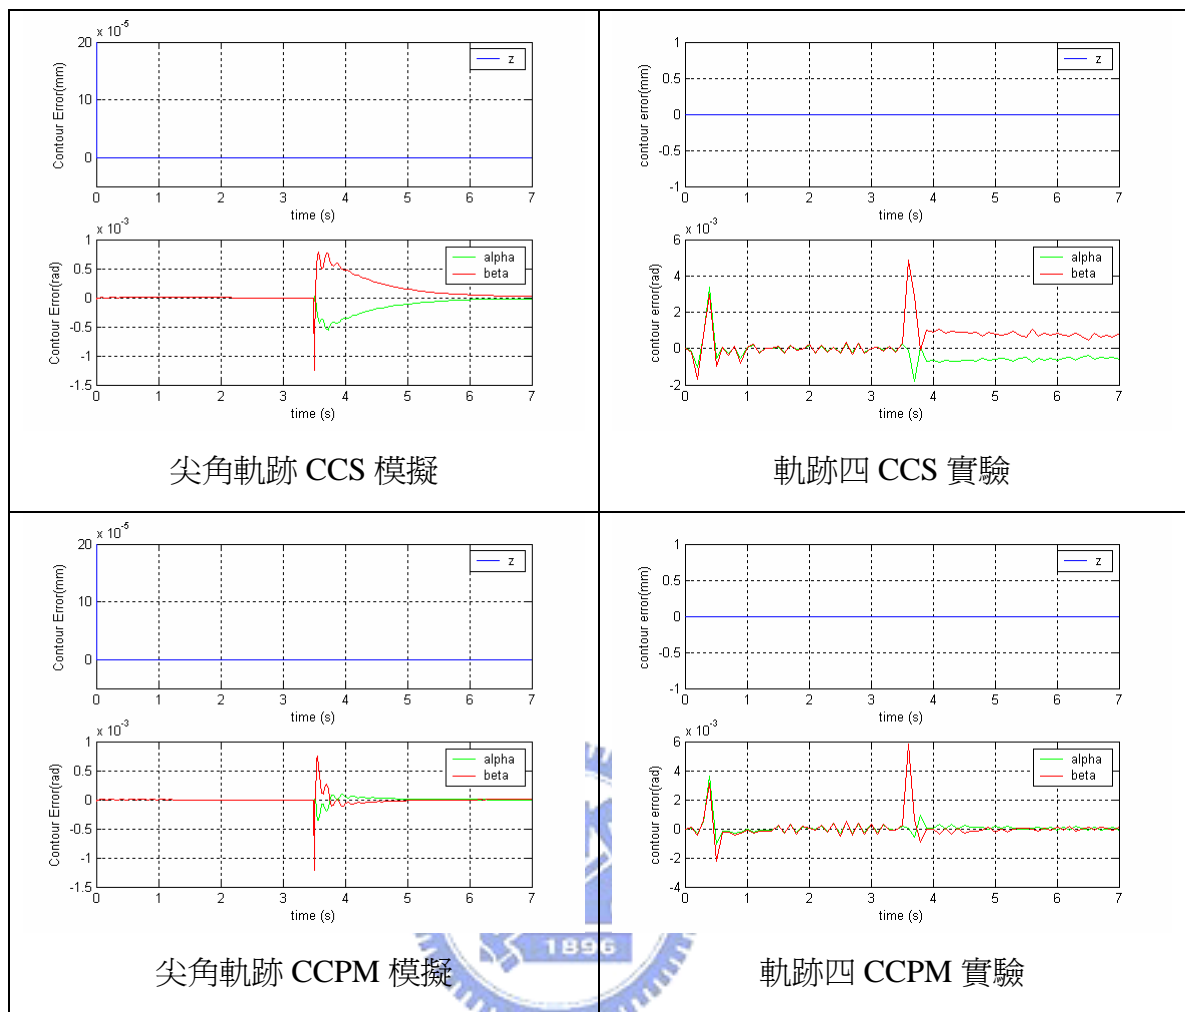 x 10^-5
20
10
0
Contour Error(mm)
z
0 1 2 3 4 5 6 7
time (s)
x 10^-3
1
0.5
0
-0.5
-1
-1.5
Contour Error(rad)
alpha
beta
0 1 2 3 4 5 6 7
time (s)
尖角軌跡 CCS 模擬
1
0.5
0
-0.5
-1
contour error(mm)
z
0 1 2 3 4 5 6 7
time (s)
x 10^-3
6
4
2
0
-2
contour error(rad)
alpha
beta
0 1 2 3 4 5 6 7
time (s)
軌跡四 CCS 實驗
x 10^-5
20
10
0
Contour Error(mm)
z
0 1 2 3 4 5 6 7
time (s)
x 10^-3
1
0.5
0
-0.5
-1
-1.5
Contour Error(rad)
alpha
beta
0 1 2 3 4 5 6 7
time (s)
尖角軌跡 CCPM 模擬
1
0.5
0
-0.5
-1
contour error(mm)
z
0 1 2 3 4 5 6 7
time (s)
x 10^-3
6
4
2
0
-2
-4
contour error(rad)
alpha
beta
0 1 2 3 4 5 6 7
time (s)
軌跡四 CCPM 實驗
1896